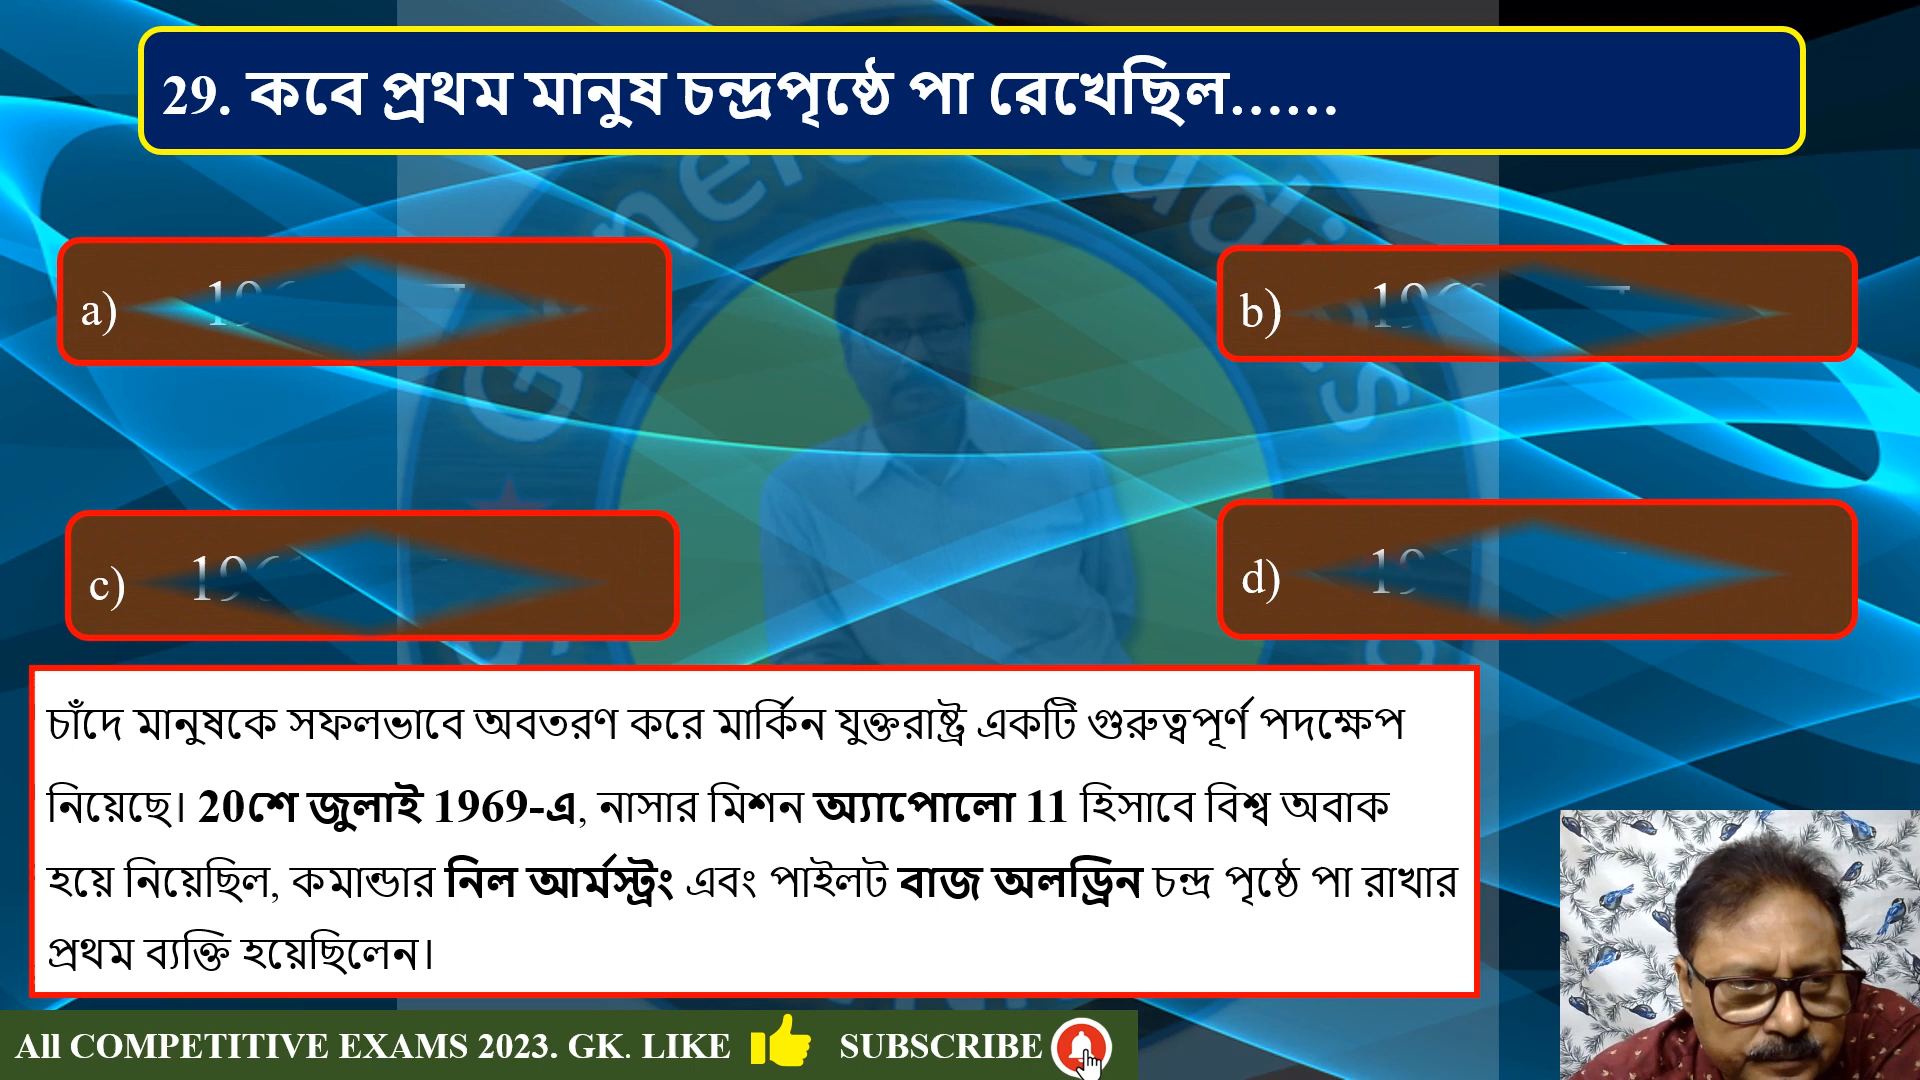 29. কবে প্রথম মানুষ চন্দ্রপৃষ্ঠে পা রেখেছিল......
a)
b)
c)
d)
চাঁদে মানুষকে সফলভাবে অবতরণ করে মার্কিন যুক্তরাষ্ট্র একটি গুরুত্বপূর্ণ পদক্ষেপ
নিয়েছে। 20শে জুলাই 1969-এ, নাসার মিশন অ্যাপোলো 11 হিসাবে বিশ্ব অবাক
হয়ে নিয়েছিল, কমান্ডার নিল আর্মস্ট্রং এবং পাইলট বাজ অলড্রিন চন্দ্র পৃষ্ঠে পা রাখার
প্রথম ব্যক্তি হয়েছিলেন।
All COMPETITIVE EXAMS 2023. GK. LIKE SUBSCRIBE